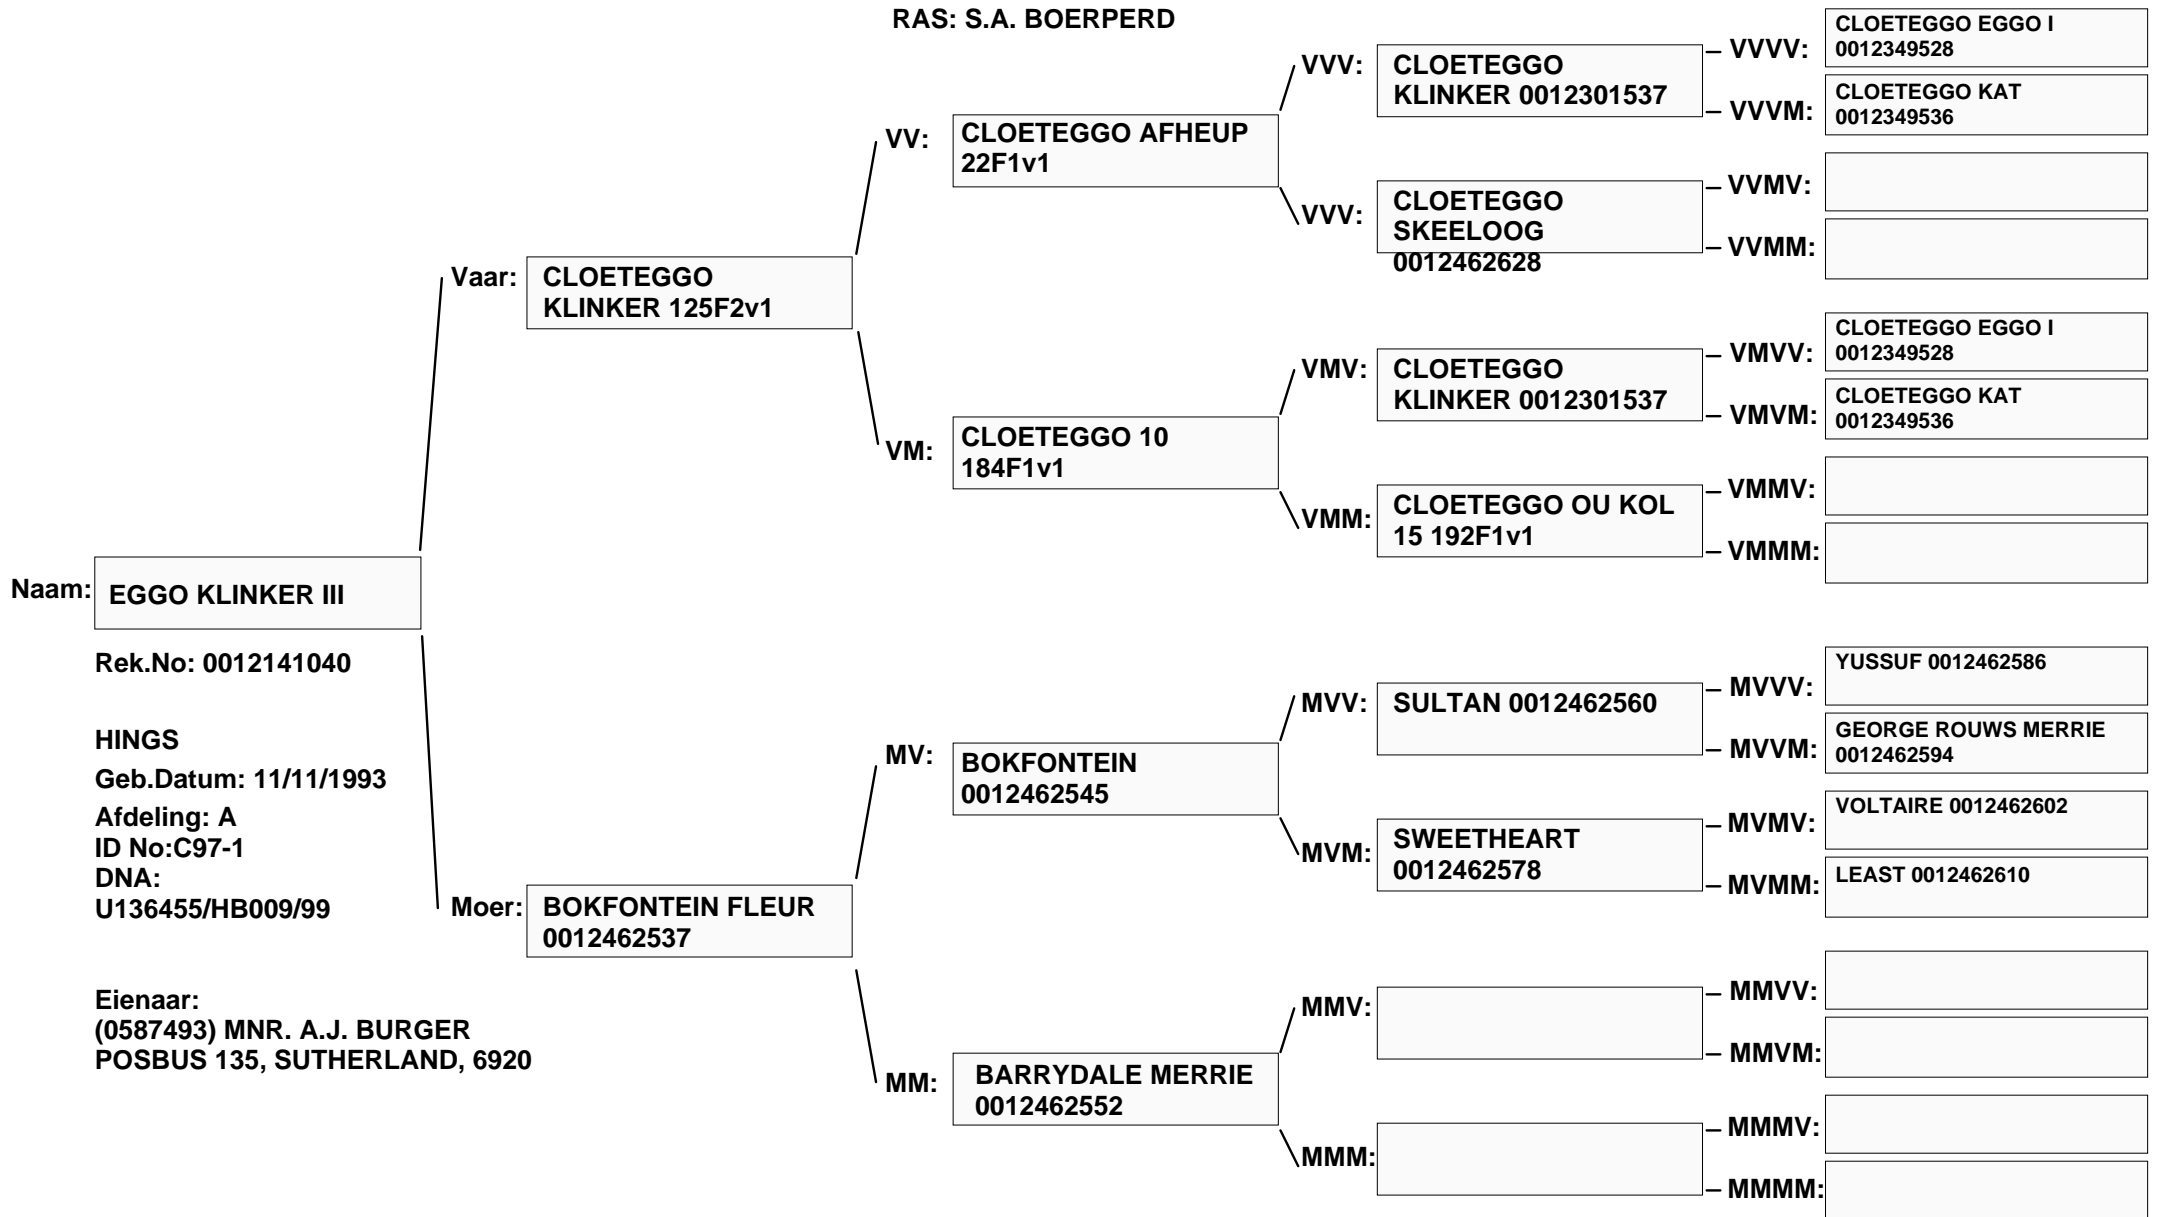 RAS: S.A. BOERPERD
Naam:
EGGO KLINKER III
Rek.No: 0012141040
HINGS
Geb.Datum: 11/11/1993
Afdeling: A
ID No:C97-1
DNA:
U136455/HB009/99
Eienaar:
(0587493) MNR. A.J. BURGER
POSBUS 135, SUTHERLAND, 6920
Vaar:
CLOETEGGO
KLINKER 125F2v1
Moer:
BOKFONTEIN FLEUR
0012462537
VV:
CLOETEGGO AFHEUP
22F1v1
VM:
CLOETEGGO 10
184F1v1
MV:
BOKFONTEIN
0012462545
MM:
BARRYDALE MERRIE
0012462552
VVV:
CLOETEGGO
KLINKER 0012301537
VVV:
CLOETEGGO
SKEELOOG
0012462628
VMV:
CLOETEGGO
KLINKER 0012301537
VMM:
CLOETEGGO OU KOL
15 192F1v1
MVV:
SULTAN 0012462560
MVM:
SWEETHEART
0012462578
MMV:
MMM:
VVVV:
CLOETEGGO EGGO I
0012349528
VVVM:
CLOETEGGO KAT
0012349536
VVMV:
VVMM:
VMVV:
CLOETEGGO EGGO I
0012349528
VMVM:
CLOETEGGO KAT
0012349536
VMMV:
VMMM:
MVVV:
YUSSUF 0012462586
MVVM:
GEORGE ROUWS MERRIE
0012462594
MVMV:
VOLTAIRE 0012462602
MVMM:
LEAST 0012462610
MMVV:
MMVM:
MMMV:
MMMM: